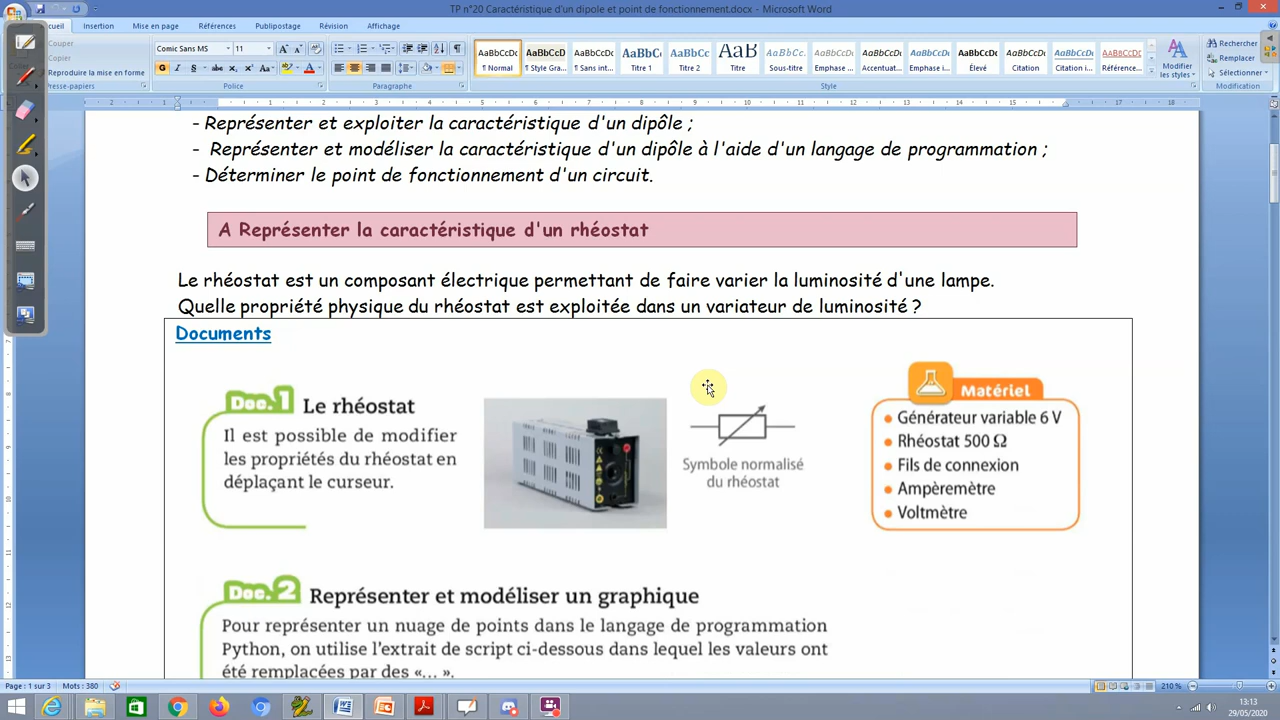 TP n°20 Caractéristique d'un dipole et point de fonctionnement.docx - Microsoft Word
Insertion Mise en page Références Publipostage Révision Affichage
Couper
Copier
Reproduire la mise en forme
Presse-papiers
Comic Sans MS 11
Police
Paragraphe
AaBbCcDc AaBbCcD AaBbCcDc AaBbCc AaBbCc AaB AaBbCc. AaBbCcDc AaBbCcDc AaBbCcDc AaBbCcDc AaBbCcDc AaBbCcDc AaBbCcDc
¶ Normal ¶ Style Gra... ¶ Sans int... Titre 1 Titre 2 Titre Sous-titre Emphase ... Accentuat... Emphase i... Élevé Citation Citation i... Référence...
Style
Modifier les styles
Rechercher
Remplacer
Sélectionner
Modification
- Représenter et exploiter la caractéristique d'un dipôle ;
- Représenter et modéliser la caractéristique d'un dipôle à l'aide d'un langage de programmation ;
- Déterminer le point de fonctionnement d'un circuit.
A Représenter la caractéristique d'un rhéostat
Le rhéostat est un composant électrique permettant de faire varier la luminosité d'une lampe.
Quelle propriété physique du rhéostat est exploitée dans un variateur de luminosité ?
Documents
Doc.1 Le rhéostat
Il est possible de modifier
les propriétés du rhéostat en
déplaçant le curseur.
Symbole normalisé
du rhéostat
Matériel
• Générateur variable 6 V
• Rhéostat 500 Ω
• Fils de connexion
• Ampèremètre
• Voltmètre
Doc.2 Représenter et modéliser un graphique
Pour représenter un nuage de points dans le langage de programmation
Python, on utilise l'extrait de script ci-dessous dans lequel les valeurs ont
été remplacées par des «… ».
Page : 1 sur 3 Mots : 380
210 %
13:13
29/05/2020